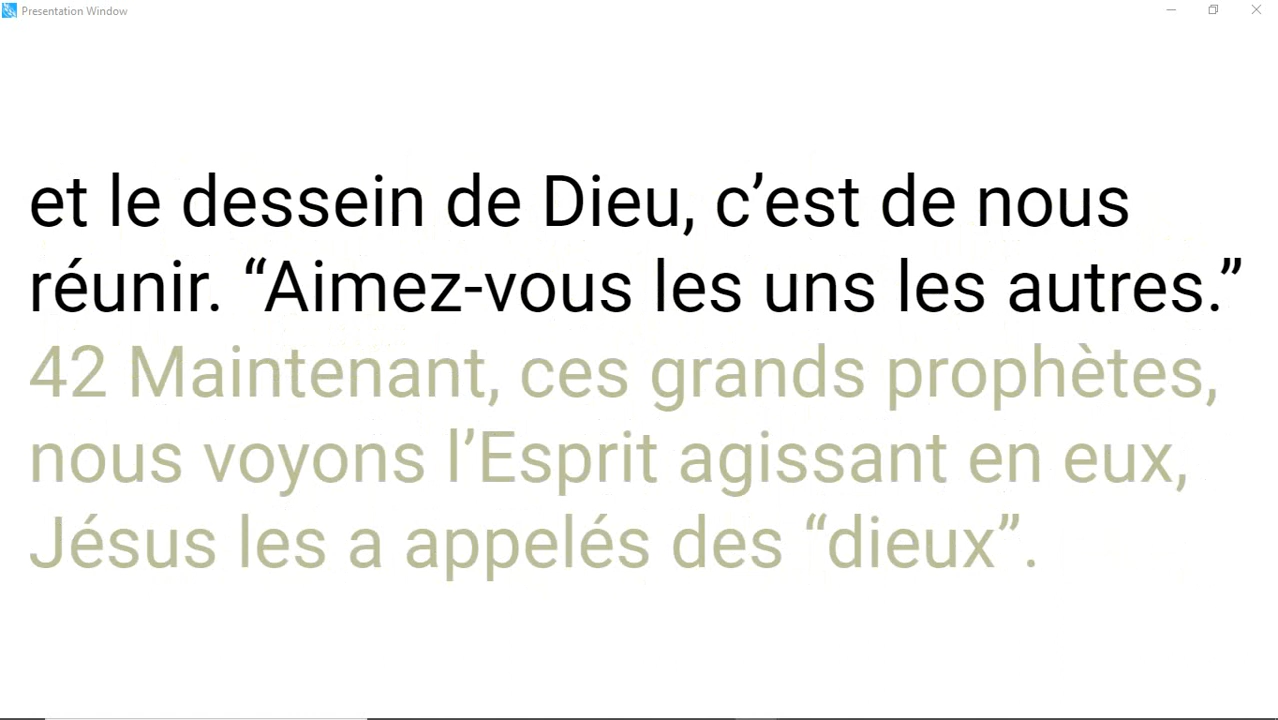 Presentation Window
et le dessein de Dieu, c’est de nous
réunir. “Aimez-vous les uns les autres.”
42 Maintenant, ces grands prophètes,
nous voyons l’Esprit agissant en eux,
Jésus les a appelés des “dieux”.